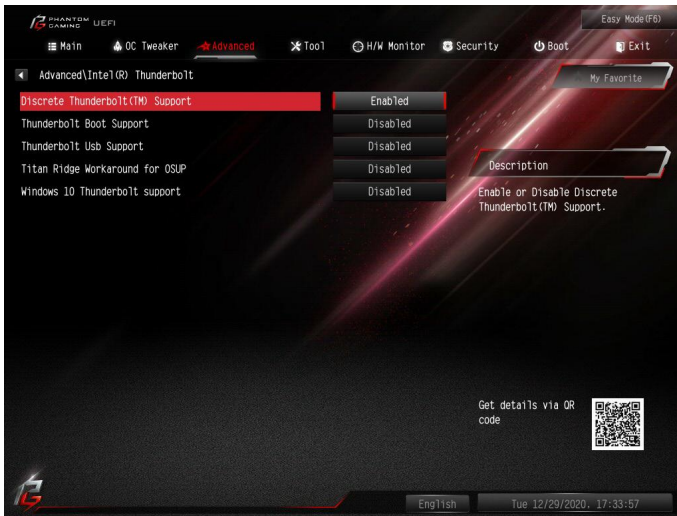 PHANTOM GAMING UEFI
Easy Mode(F6)
Main OC Tweaker Advanced Tool H/W Monitor Security Boot Exit
Advanced\Intel(R) Thunderbolt
My Favorite
Discrete Thunderbolt(TM) Support Enabled
Thunderbolt Boot Support Disabled
Thunderbolt Usb Support Disabled
Titan Ridge Workaround for OSUP Disabled
Windows 10 Thunderbolt support Disabled
Description
Enable or Disable Discrete
Thunderbolt(TM) Support.
Get details via QR
code
English Tue 12/29/2020. 17:33:57